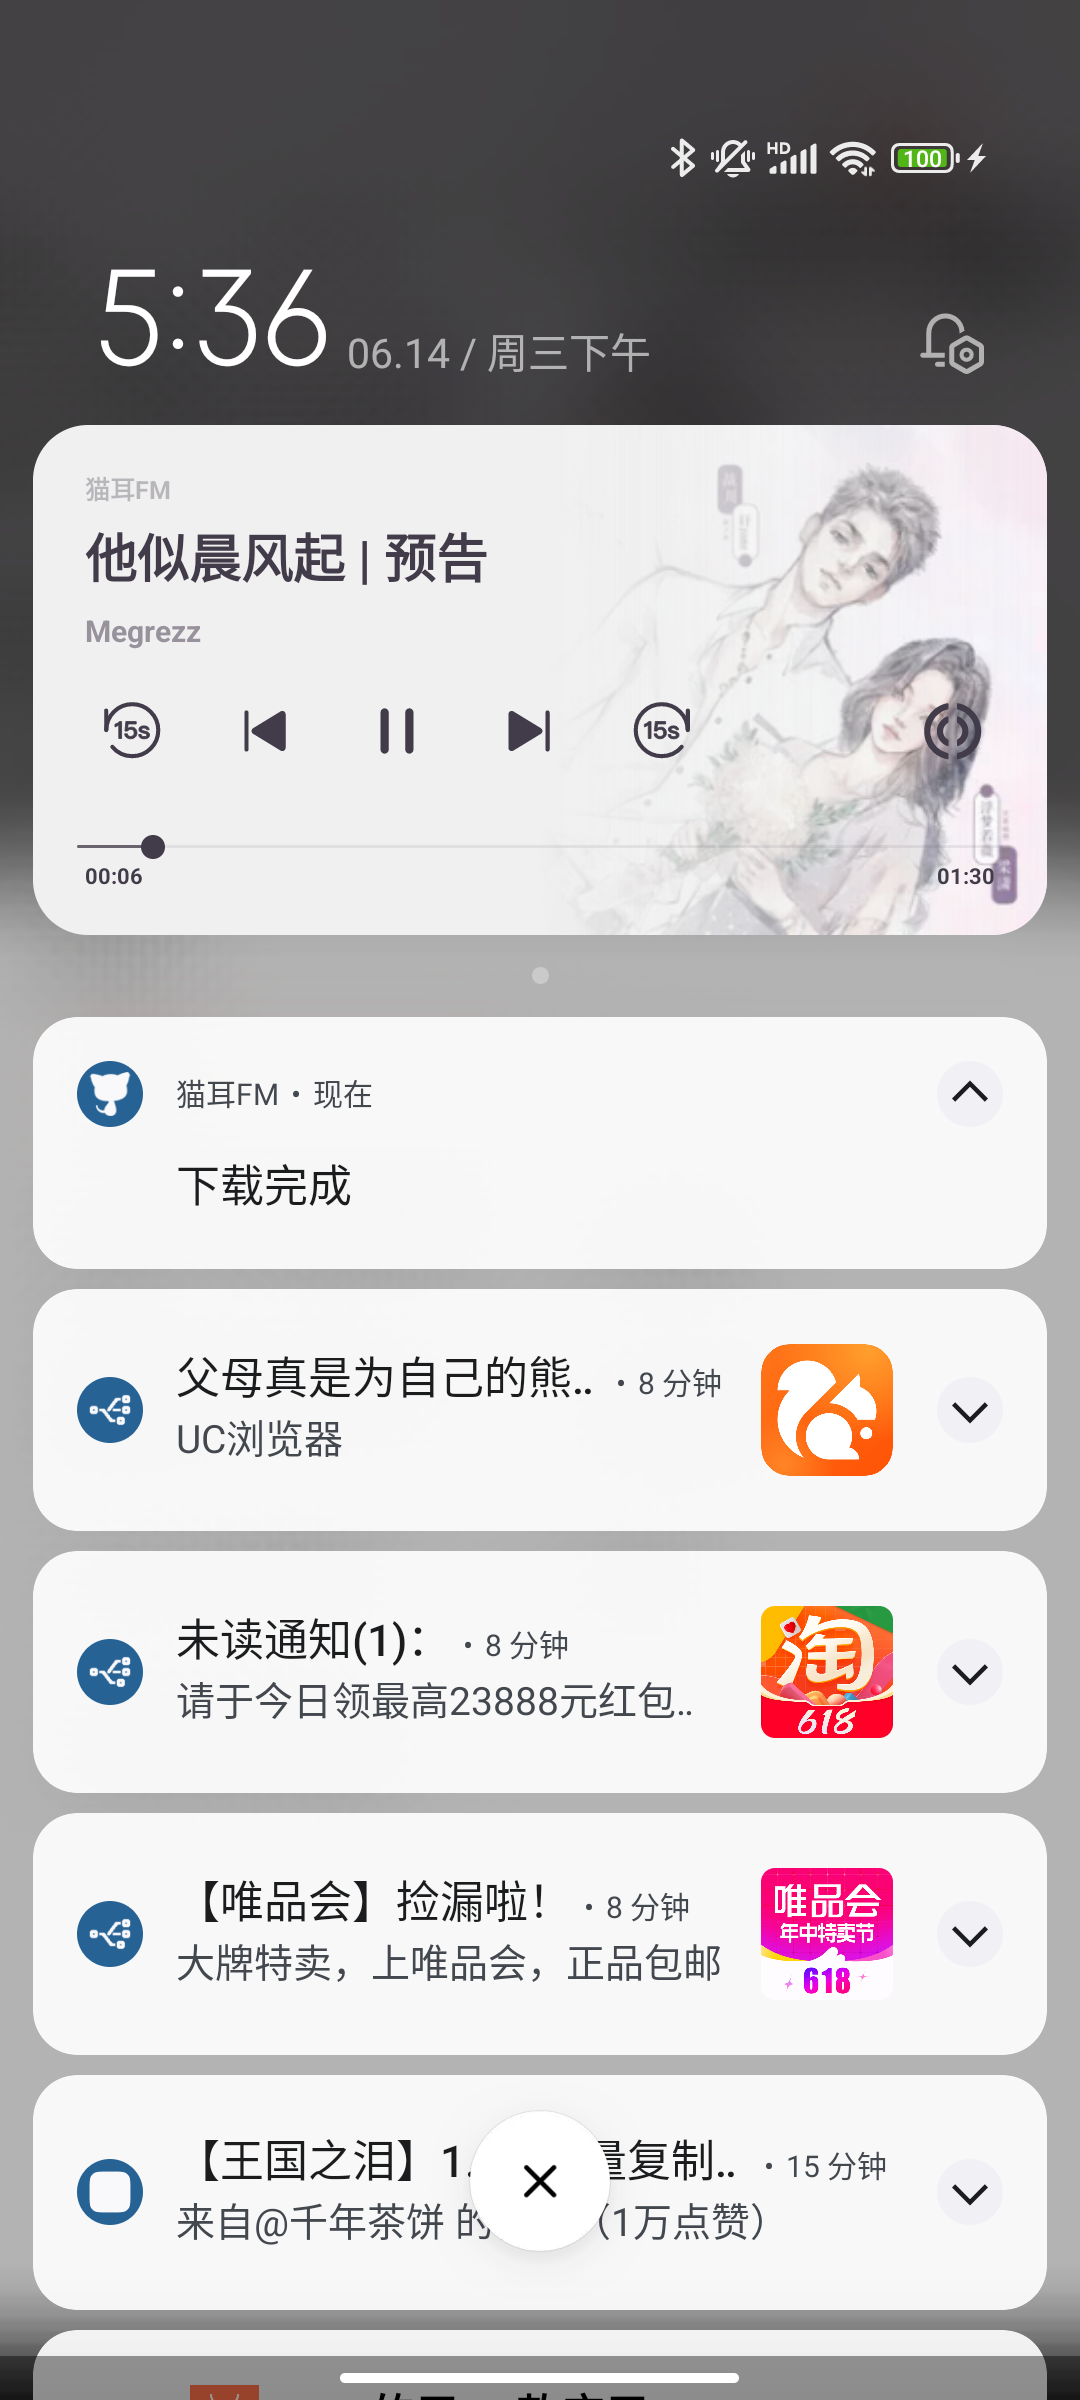 HD
100
5:36 06.14 / 周三下午
猫耳FM
他似晨风起 | 预告
Megrezz
15s
15s
00:06
01:30
猫耳FM · 现在
下载完成
父母真是为自己的熊.. · 8 分钟
UC浏览器
未读通知(1)： · 8 分钟
请于今日领最高23888元红包..
淘
618
【唯品会】捡漏啦！ · 8 分钟
大牌特卖，上唯品会，正品包邮
唯品会
年中特卖节
618
【王国之泪】1. 量复制.. · 15 分钟
来自@千年茶饼 的 （1万点赞）